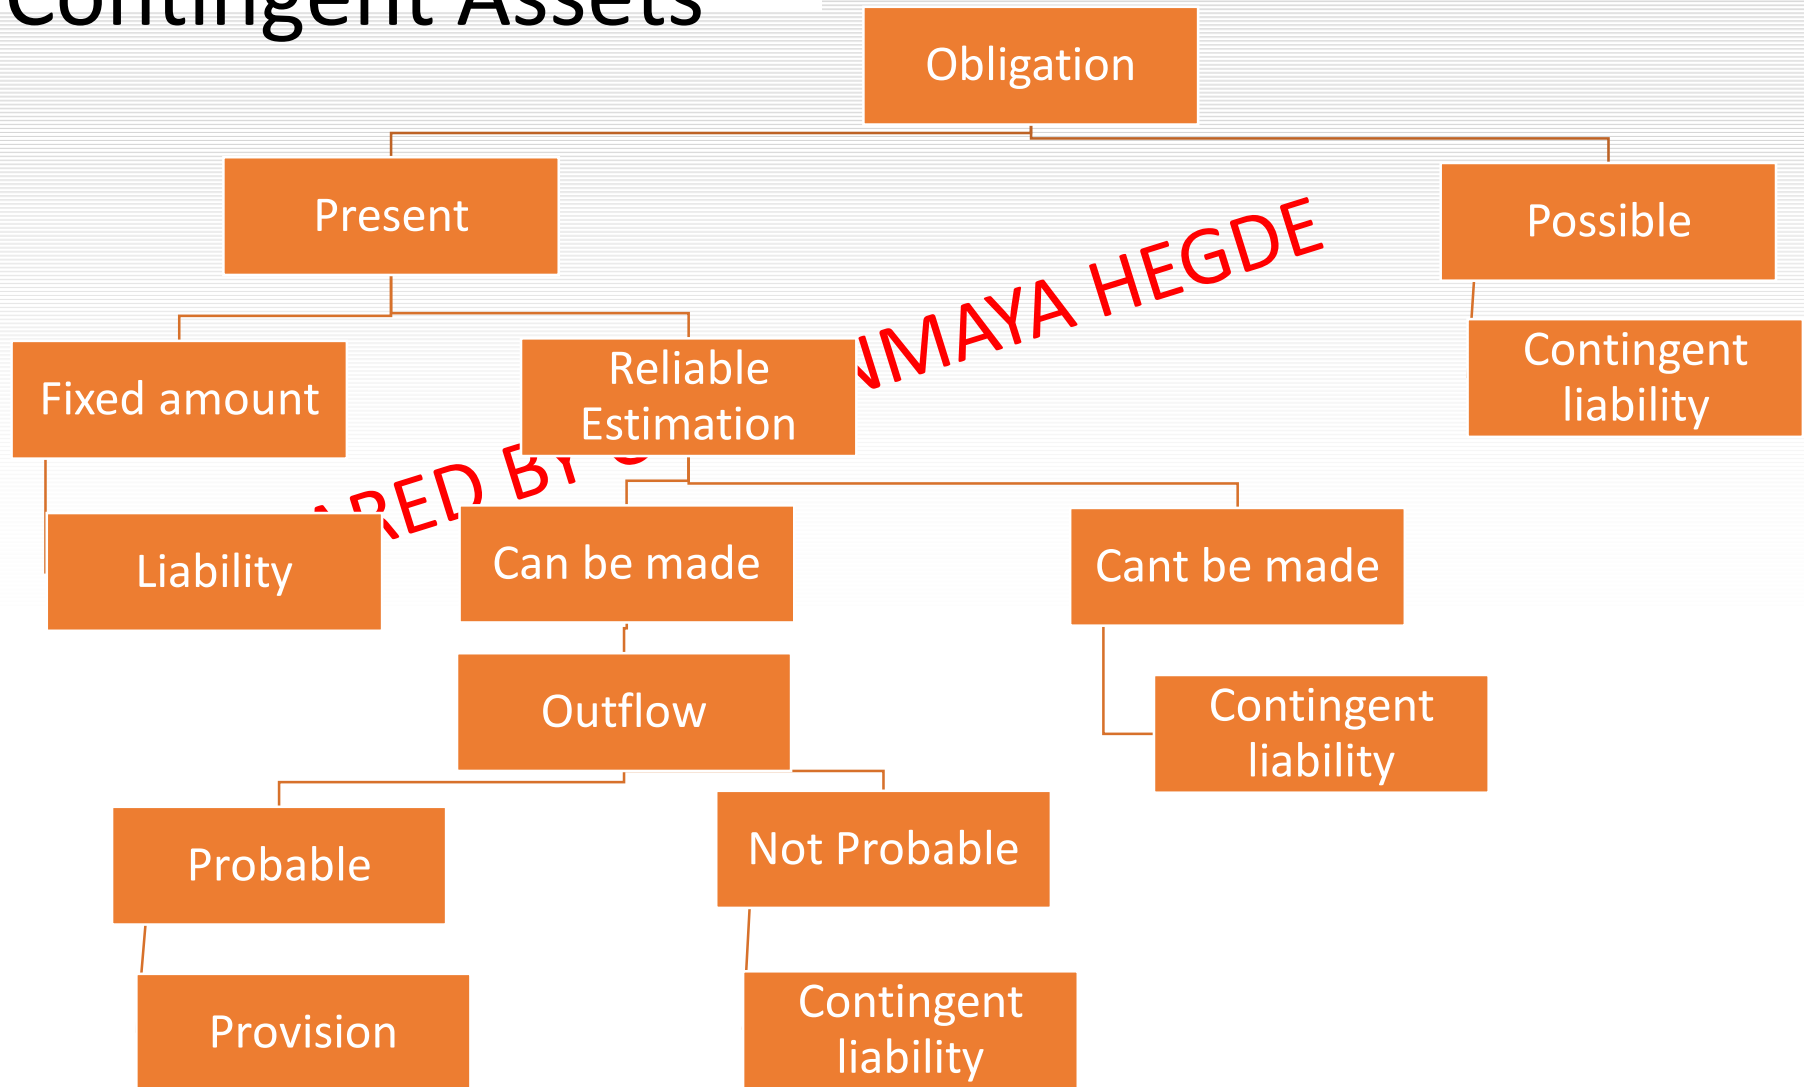 Contingent Assets
Obligation
Present
Possible
Fixed amount
Reliable
Estimation
Contingent
liability
Liability
Can be made
Cant be made
Outflow
Contingent
liability
Probable
Not Probable
Provision
Contingent
liability
BY
HEGDE